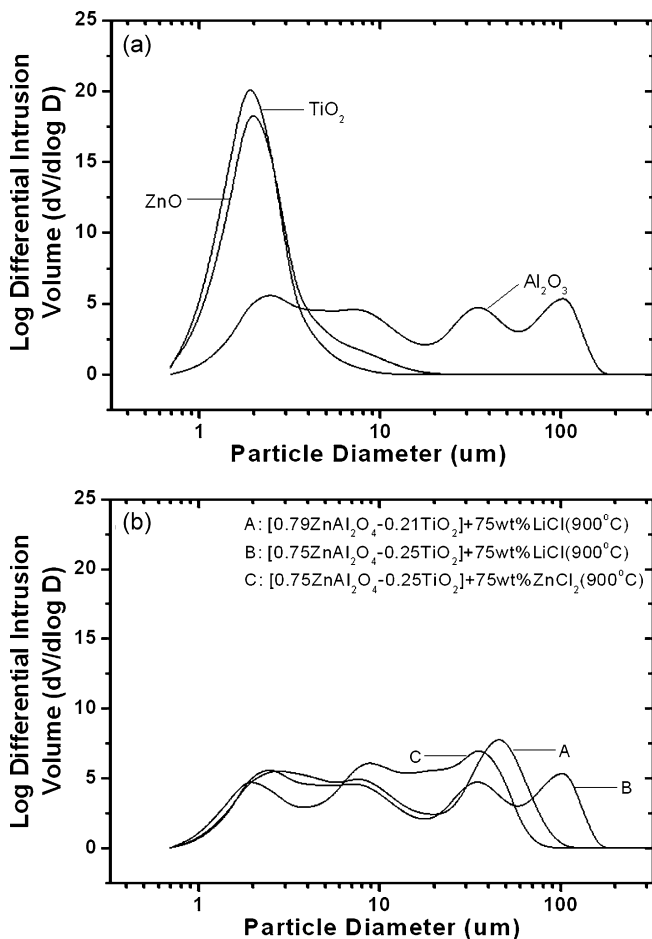 (a)
Log Differential Intrusion
Volume (dV/dlog D)
25
20
15
10
5
0
TiO₂
ZnO
Al₂O₃
1
10
100
Particle Diameter (um)
(b)
Log Differential Intrusion
Volume (dV/dlog D)
25
20
15
10
5
0
A: [0.79ZnAl₂O₄-0.21TiO₂]+75wt%LiCl(900°C)
B: [0.75ZnAl₂O₄-0.25TiO₂]+75wt%LiCl(900°C)
C: [0.75ZnAl₂O₄-0.25TiO₂]+75wt%ZnCl₂(900°C)
C
A
B
1
10
100
Particle Diameter (um)